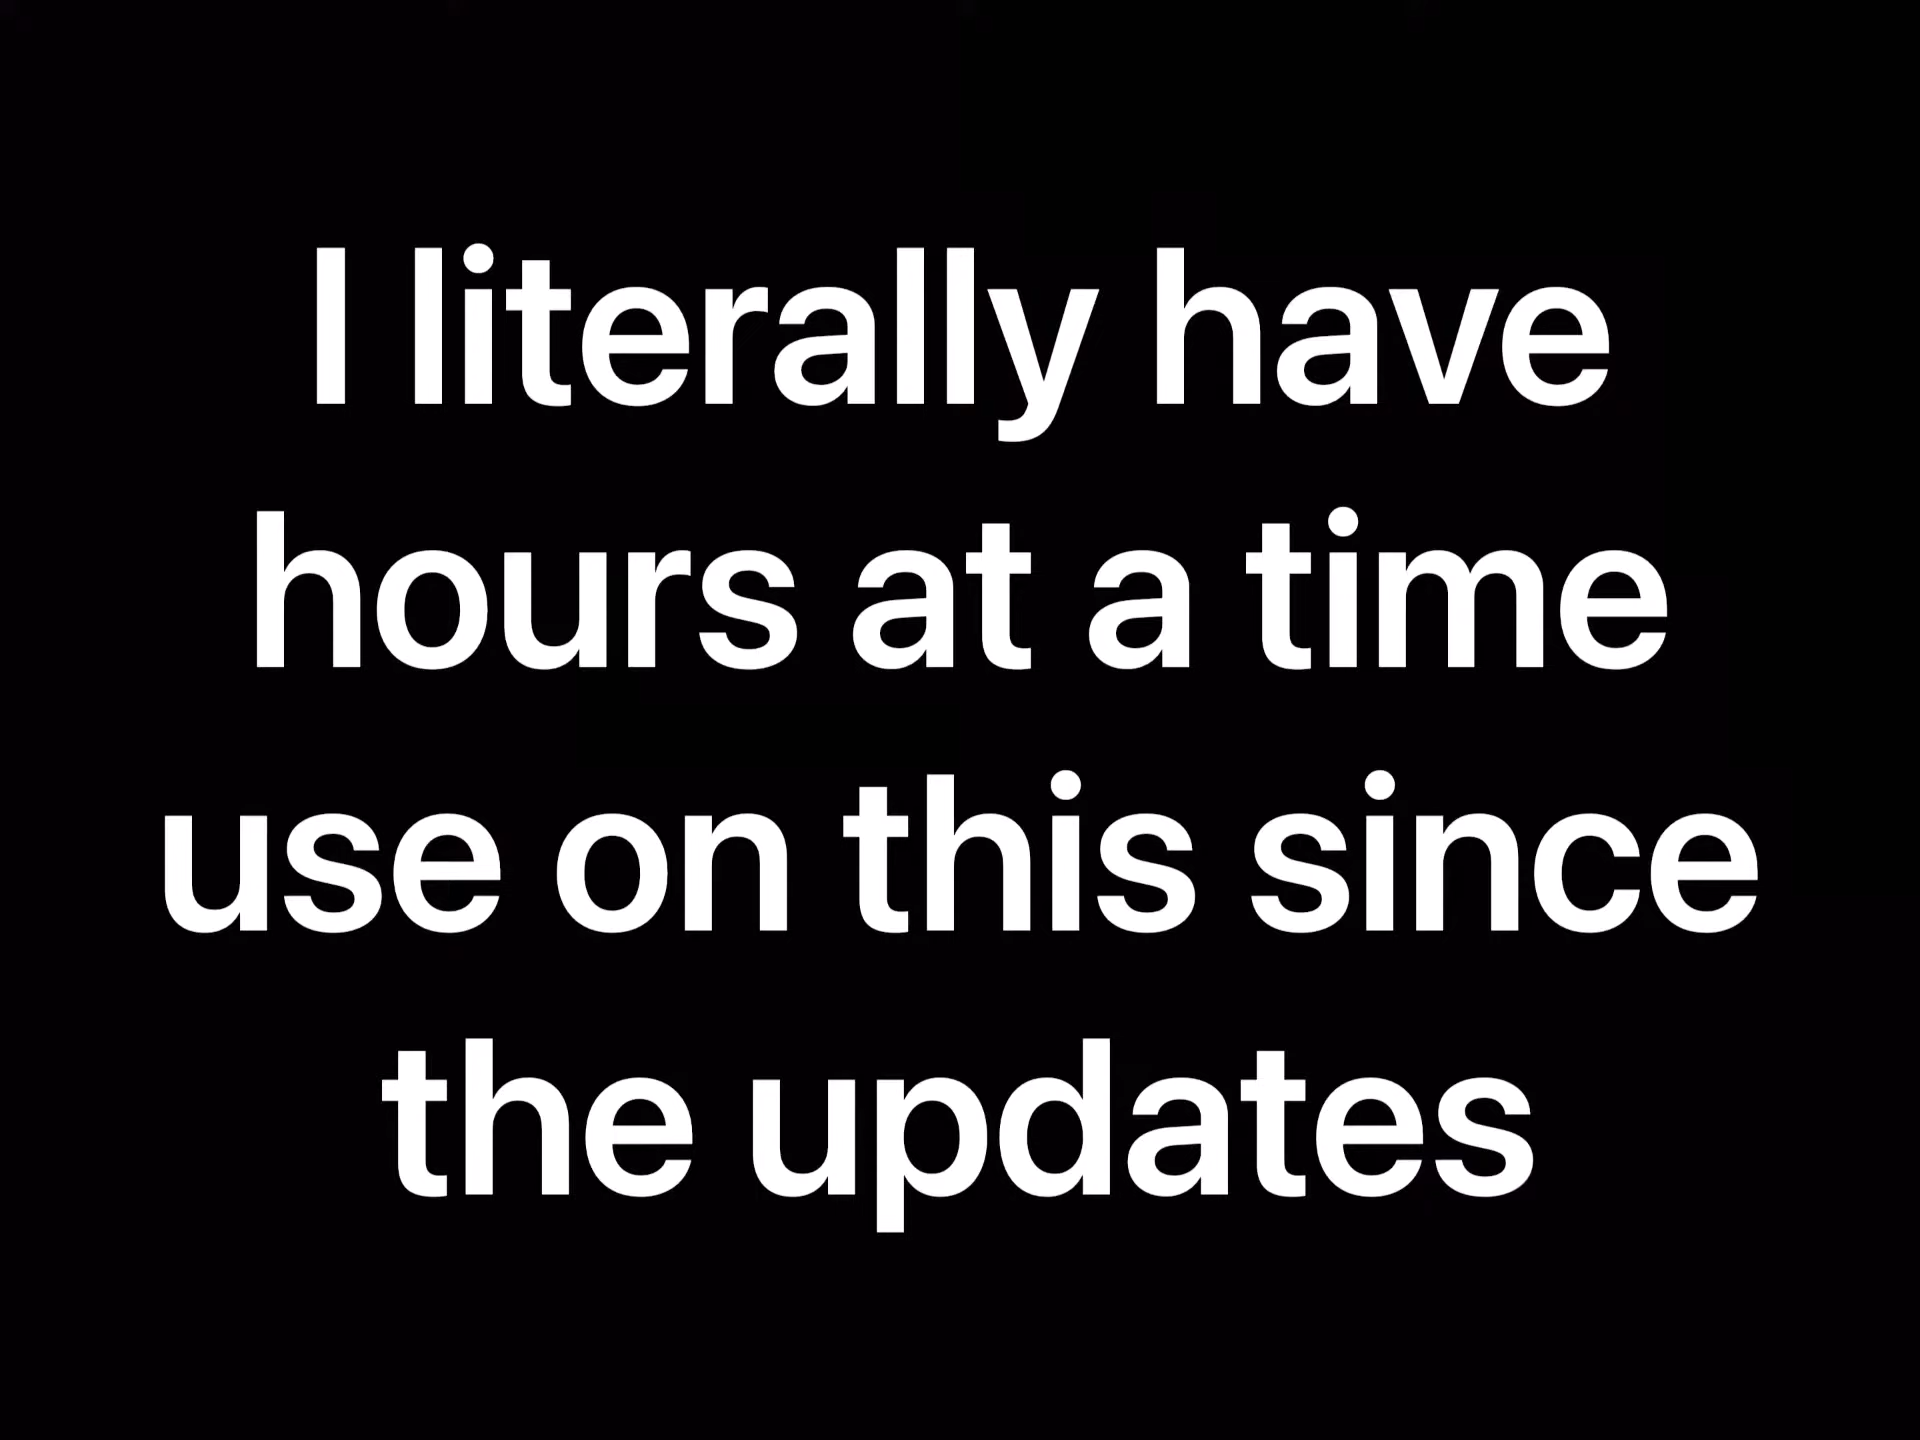 I literally have
hours at a time
use on this since
the updates